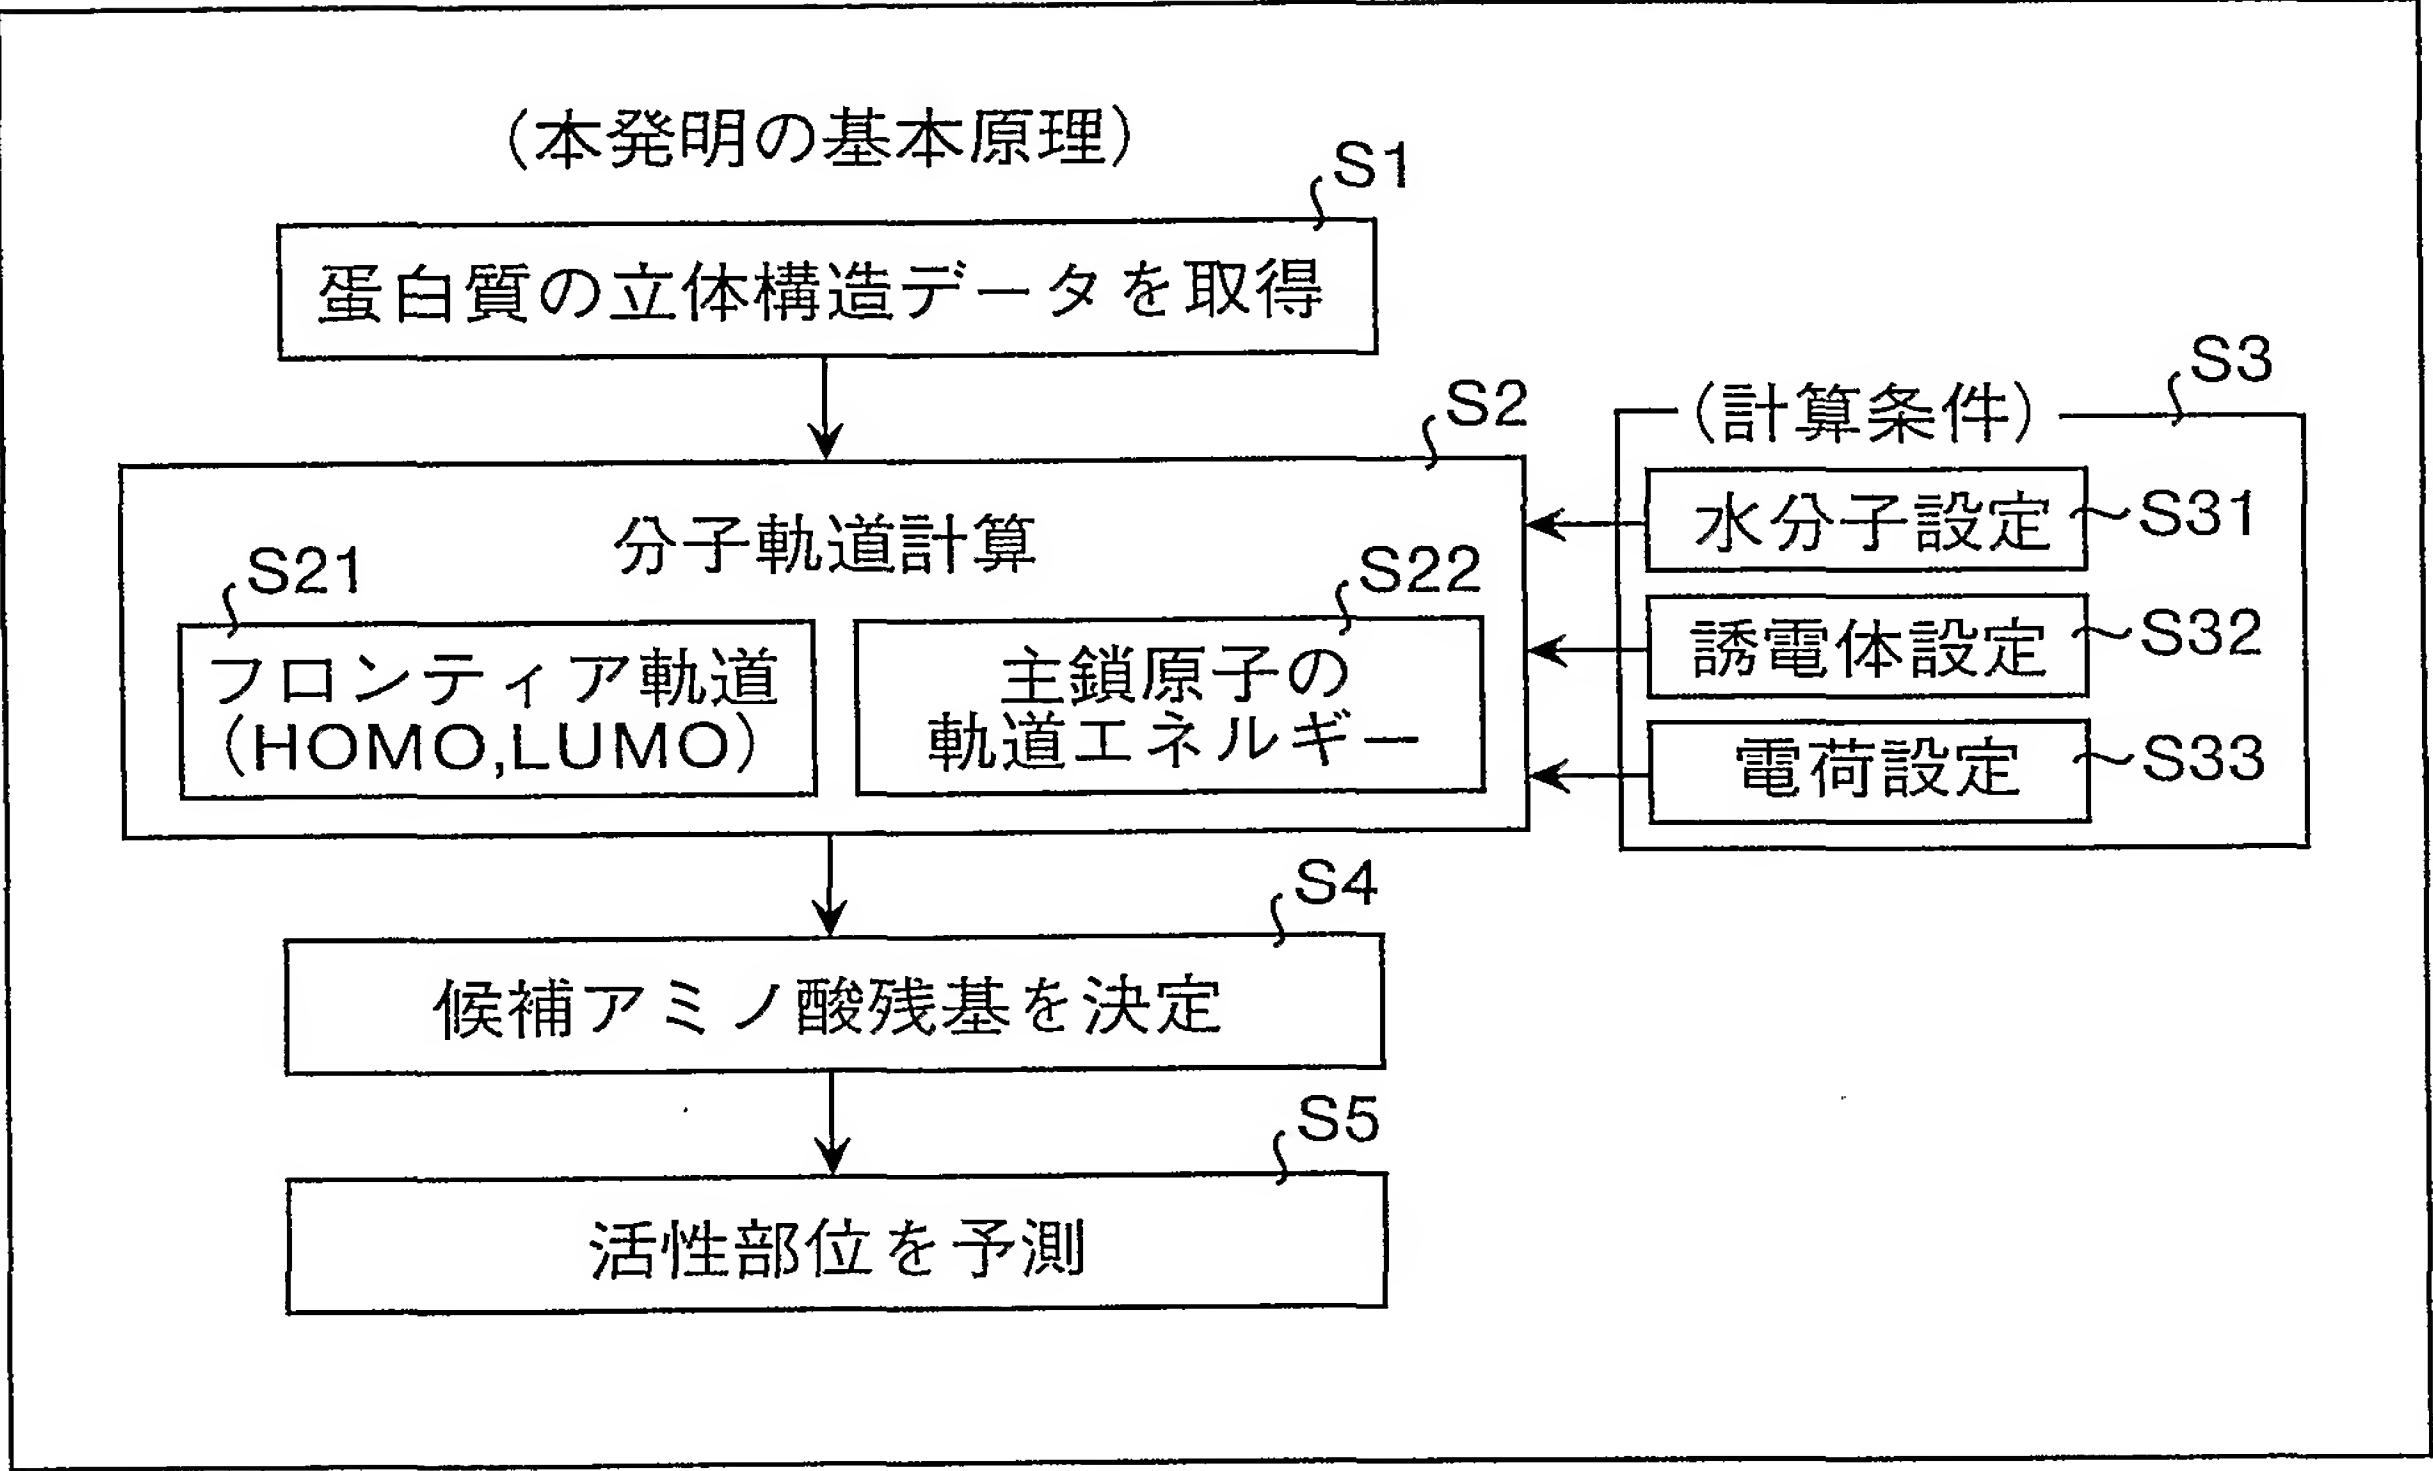 （本発明の基本原理）
S1
蛋白質の立体構造データを取得
S2
分子軌道計算
S21
フロンティア軌道
（HOMO,LUMO）
S22
主鎖原子の
軌道エネルギー
S3
（計算条件）
水分子設定
S31
誘電体設定
S32
電荷設定
S33
S4
候補アミノ酸残基を決定
S5
活性部位を予測